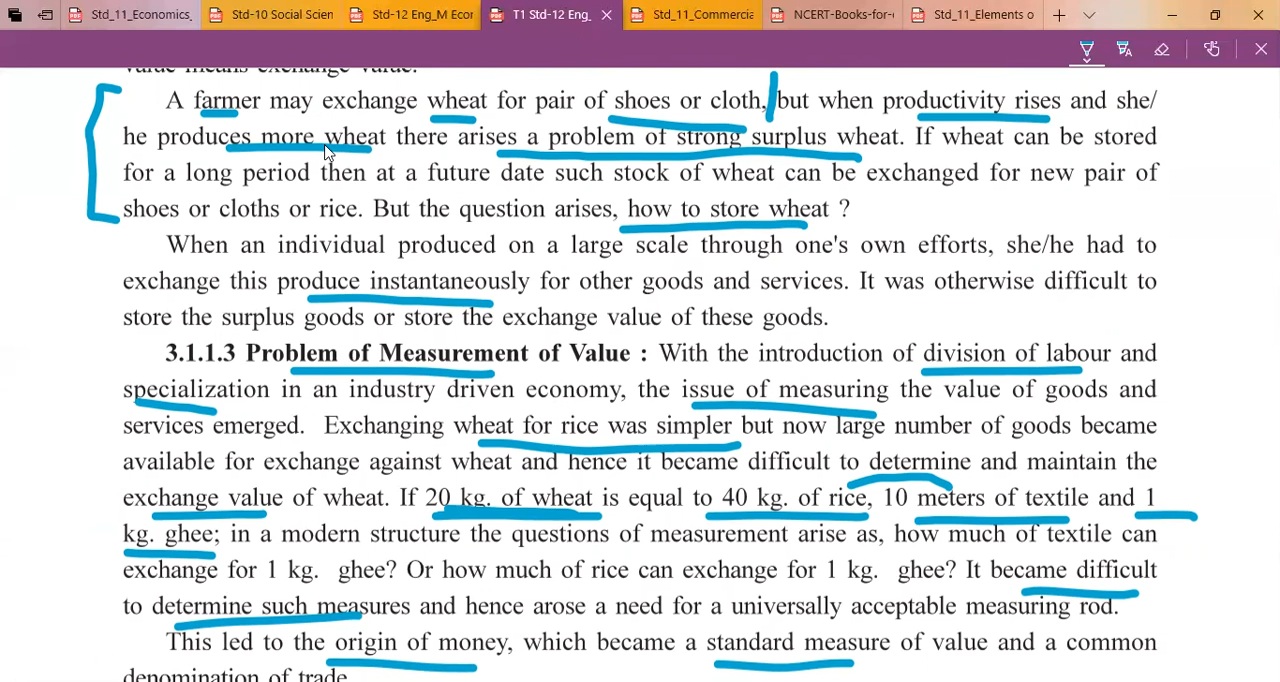 Std_11_Economics_
Std-10 Social Scien
Std-12 Eng_M Econ
T1 Std-12 Eng_
Std_11_Commercia
NCERT-Books-for-
Std_11_Elements o
value means exchange value.
A farmer may exchange wheat for pair of shoes or cloth, but when productivity rises and she/
he produces more wheat there arises a problem of strong surplus wheat. If wheat can be stored
for a long period then at a future date such stock of wheat can be exchanged for new pair of
shoes or cloths or rice. But the question arises, how to store wheat ?
When an individual produced on a large scale through one's own efforts, she/he had to
exchange this produce instantaneously for other goods and services. It was otherwise difficult to
store the surplus goods or store the exchange value of these goods.
3.1.1.3 Problem of Measurement of Value : With the introduction of division of labour and
specialization in an industry driven economy, the issue of measuring the value of goods and
services emerged. Exchanging wheat for rice was simpler but now large number of goods became
available for exchange against wheat and hence it became difficult to determine and maintain the
exchange value of wheat. If 20 kg. of wheat is equal to 40 kg. of rice, 10 meters of textile and 1
kg. ghee; in a modern structure the questions of measurement arise as, how much of textile can
exchange for 1 kg. ghee? Or how much of rice can exchange for 1 kg. ghee? It became difficult
to determine such measures and hence arose a need for a universally acceptable measuring rod.
This led to the origin of money, which became a standard measure of value and a common
denomination of trade.